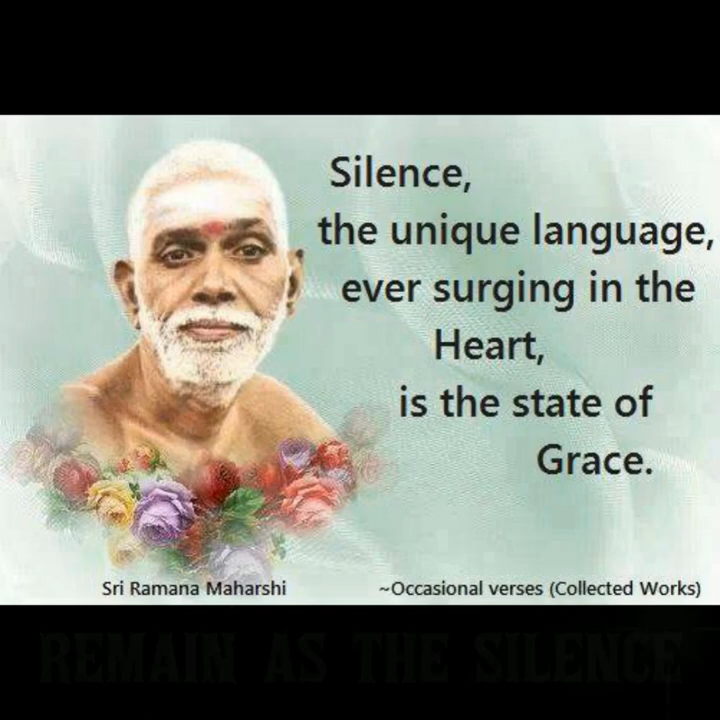 Silence,
the unique language,
ever surging in the
Heart,
is the state of
Grace.
Sri Ramana Maharshi ~Occasional verses (Collected Works)
REMAIN AS THE SILENCE